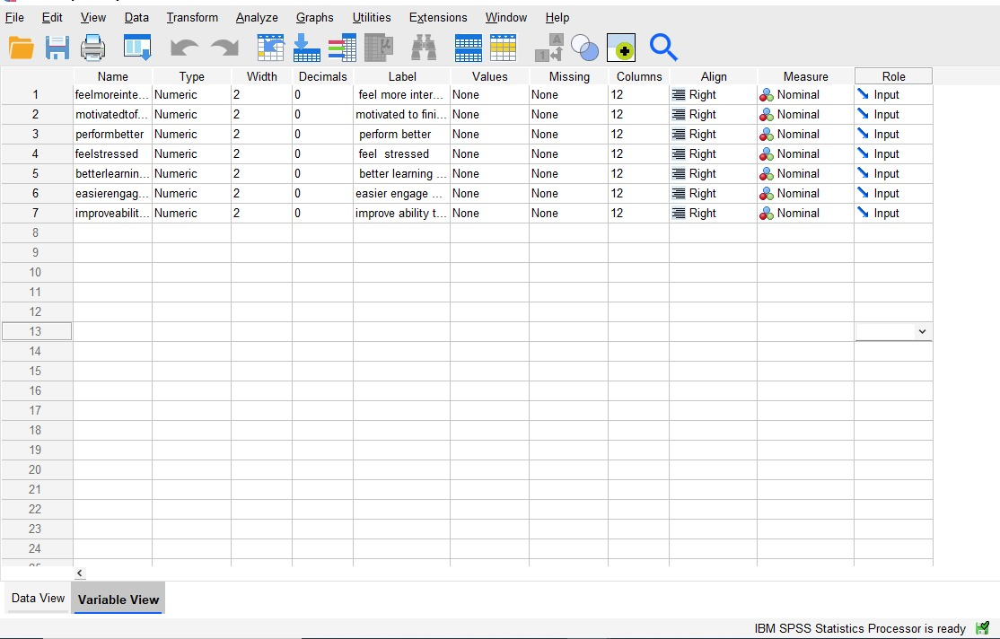 File Edit View Data Transform Analyze Graphs Utilities Extensions Window Help
Name Type Width Decimals Label Values Missing Columns Align Measure Role
1 feelmoreinte... Numeric 2 0 feel more inter... None None 12 Right Nominal Input
2 motivatedtof... Numeric 2 0 motivated to fini... None None 12 Right Nominal Input
3 performbetter Numeric 2 0 perform better None None 12 Right Nominal Input
4 feelstressed Numeric 2 0 feel stressed None None 12 Right Nominal Input
5 betterlearnin... Numeric 2 0 better learning ... None None 12 Right Nominal Input
6 easierengag... Numeric 2 0 easier engage ... None None 12 Right Nominal Input
7 improveabilit... Numeric 2 0 improve ability t... None None 12 Right Nominal Input
8
9
10
11
12
13
14
15
16
17
18
19
20
21
22
23
24
Data View Variable View
IBM SPSS Statistics Processor is ready